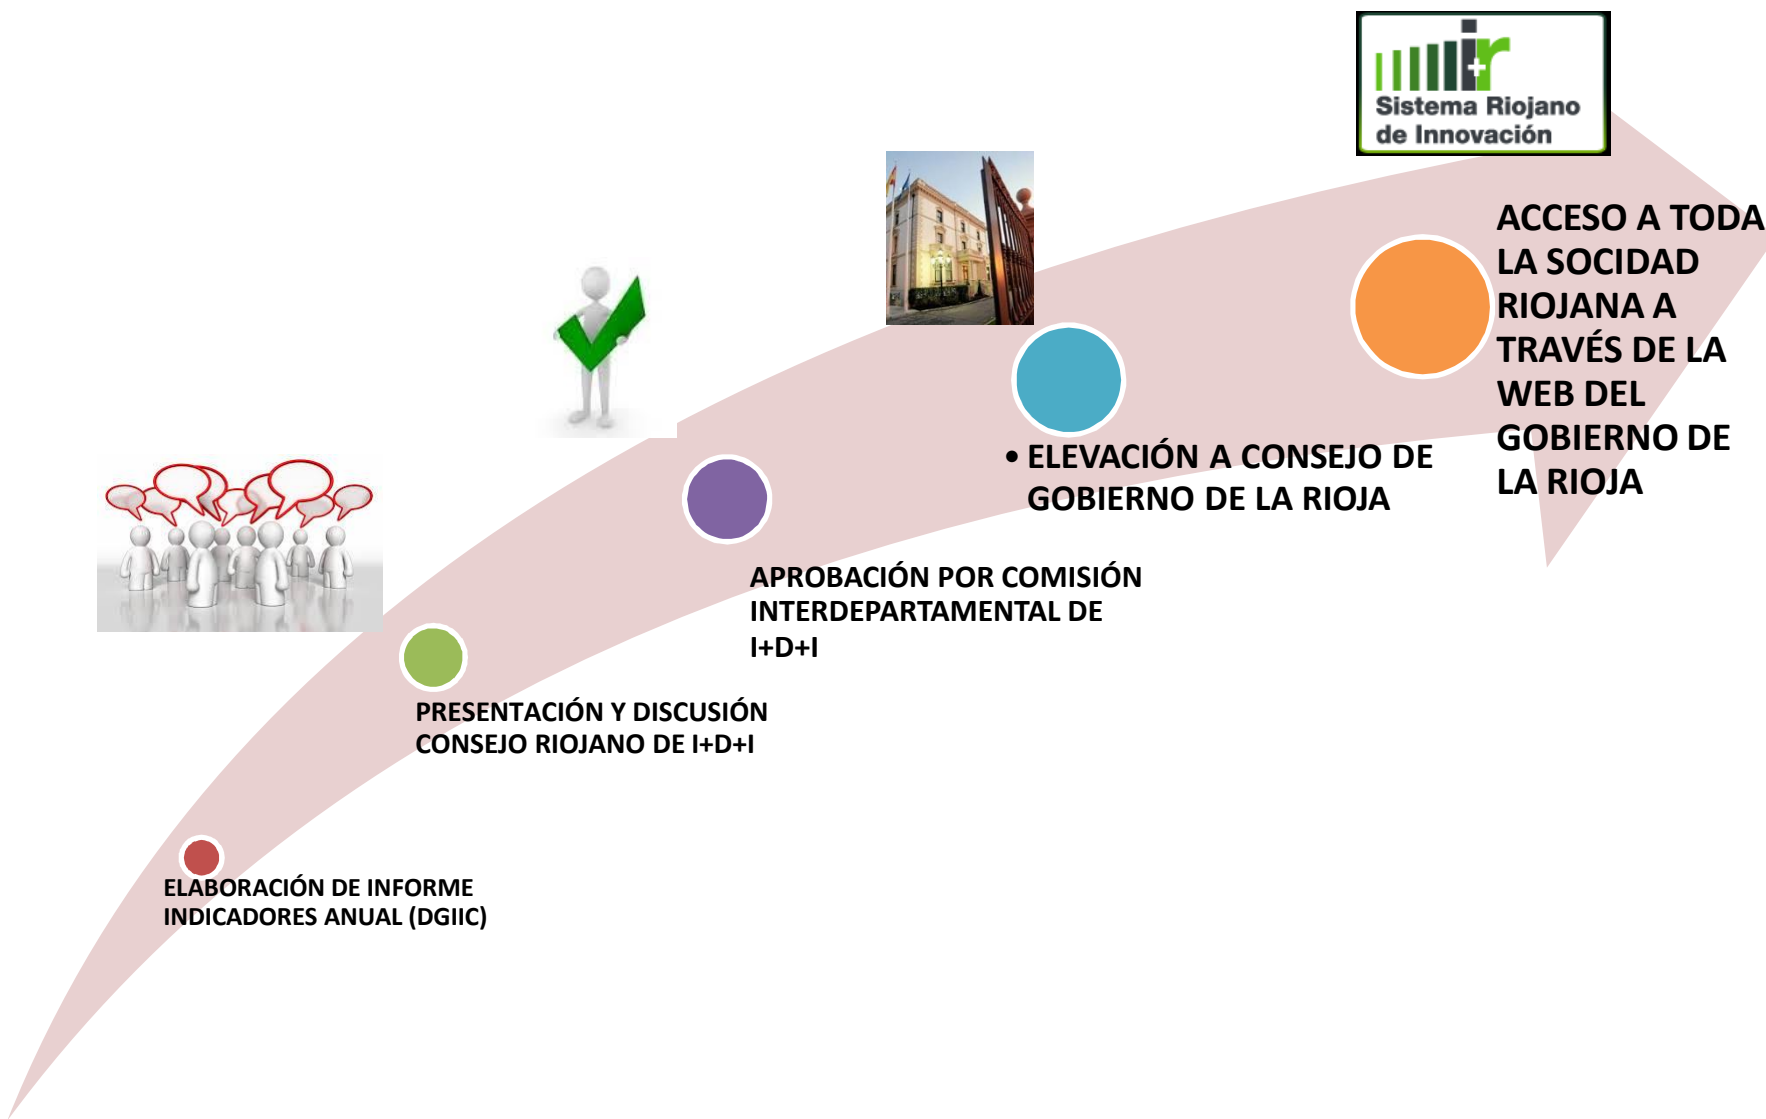 Sistema Riojano
de Innovación
ACCESO A TODA
LA SOCIDAD
RIOJANA A
TRAVÉS DE LA
WEB DEL
GOBIERNO DE
LA RIOJA
• ELEVACIÓN A CONSEJO DE
GOBIERNO DE LA RIOJA
APROBACIÓN POR COMISIÓN
INTERDEPARTAMENTAL DE
I+D+I
PRESENTACIÓN Y DISCUSIÓN
CONSEJO RIOJANO DE I+D+I
ELABORACIÓN DE INFORME
INDICADORES ANUAL (DGIIC)